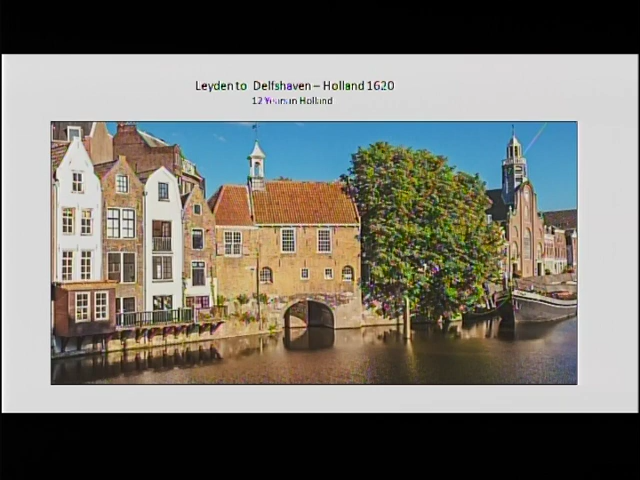 Leyden to Delfshaven – Holland 1620
12 Years in Holland